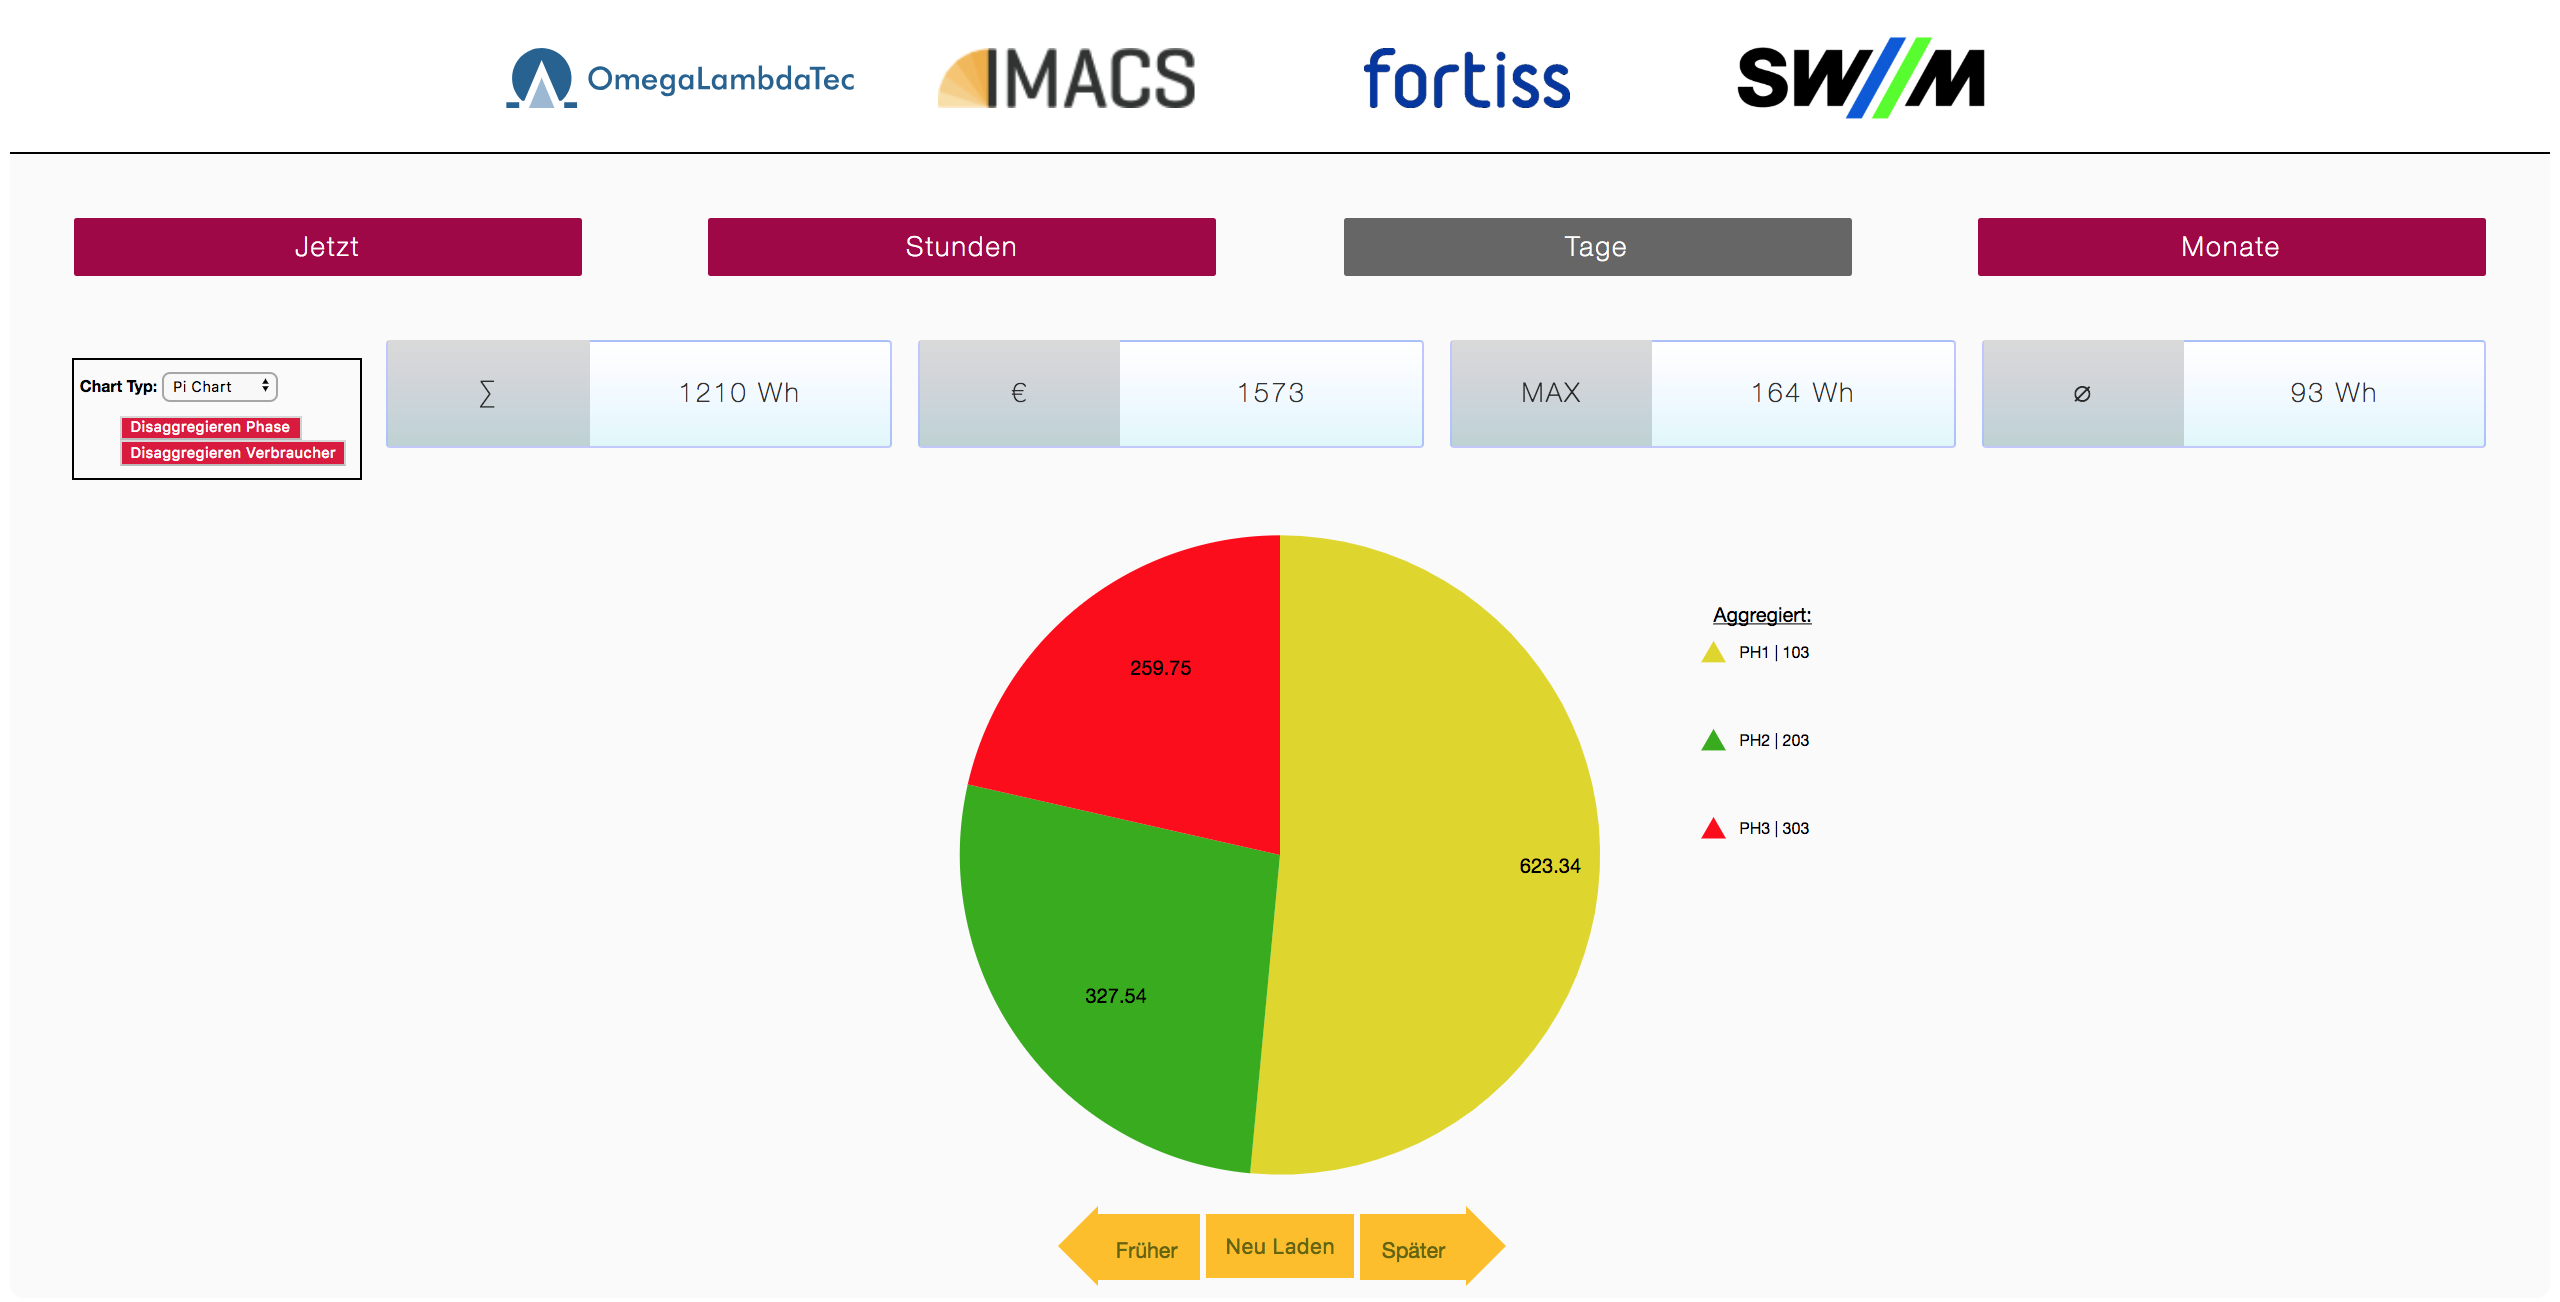 OmegaLambdaTec
IMACS
fortiss
SW//M
Jetzt
Stunden
Tage
Monate
Chart Typ: Pi Chart
Disaggregieren Phase
Disaggregieren Verbraucher
∑
1210 Wh
€
1573
MAX
164 Wh
⌀
93 Wh
259.75
623.34
327.54
Aggregiert:
PH1 | 103
PH2 | 203
PH3 | 303
Früher
Neu Laden
Später